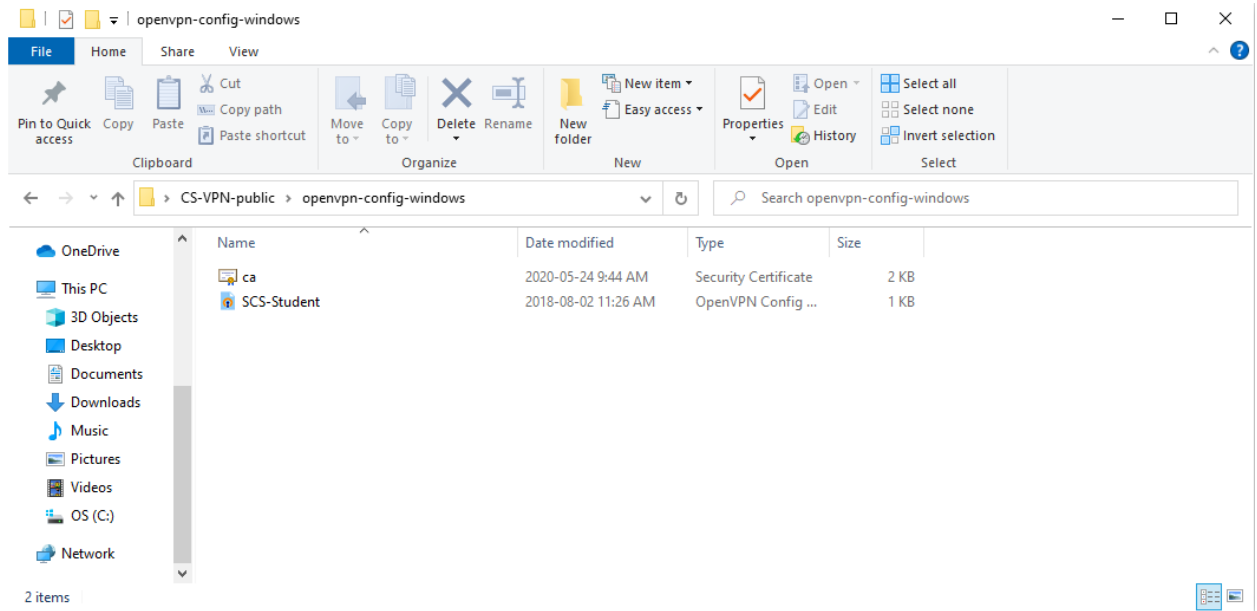 openvpn-config-windows
File Home Share View
Pin to Quick access
Copy
Paste
Cut
Copy path
Paste shortcut
Clipboard
Move to
Copy to
Delete
Rename
Organize
New folder
New item
Easy access
New
Properties
Open
Edit
History
Open
Select all
Select none
Invert selection
Select
CS-VPN-public > openvpn-config-windows
Search openvpn-config-windows
OneDrive
This PC
3D Objects
Desktop
Documents
Downloads
Music
Pictures
Videos
OS (C:)
Network
Name Date modified Type Size
ca 2020-05-24 9:44 AM Security Certificate 2 KB
SCS-Student 2018-08-02 11:26 AM OpenVPN Config ... 1 KB
2 items